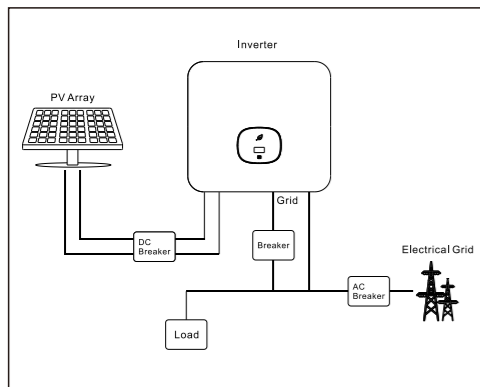 Inverter
PV Array
Grid
DC
Breaker
Breaker
Electrical Grid
AC
Breaker
Load